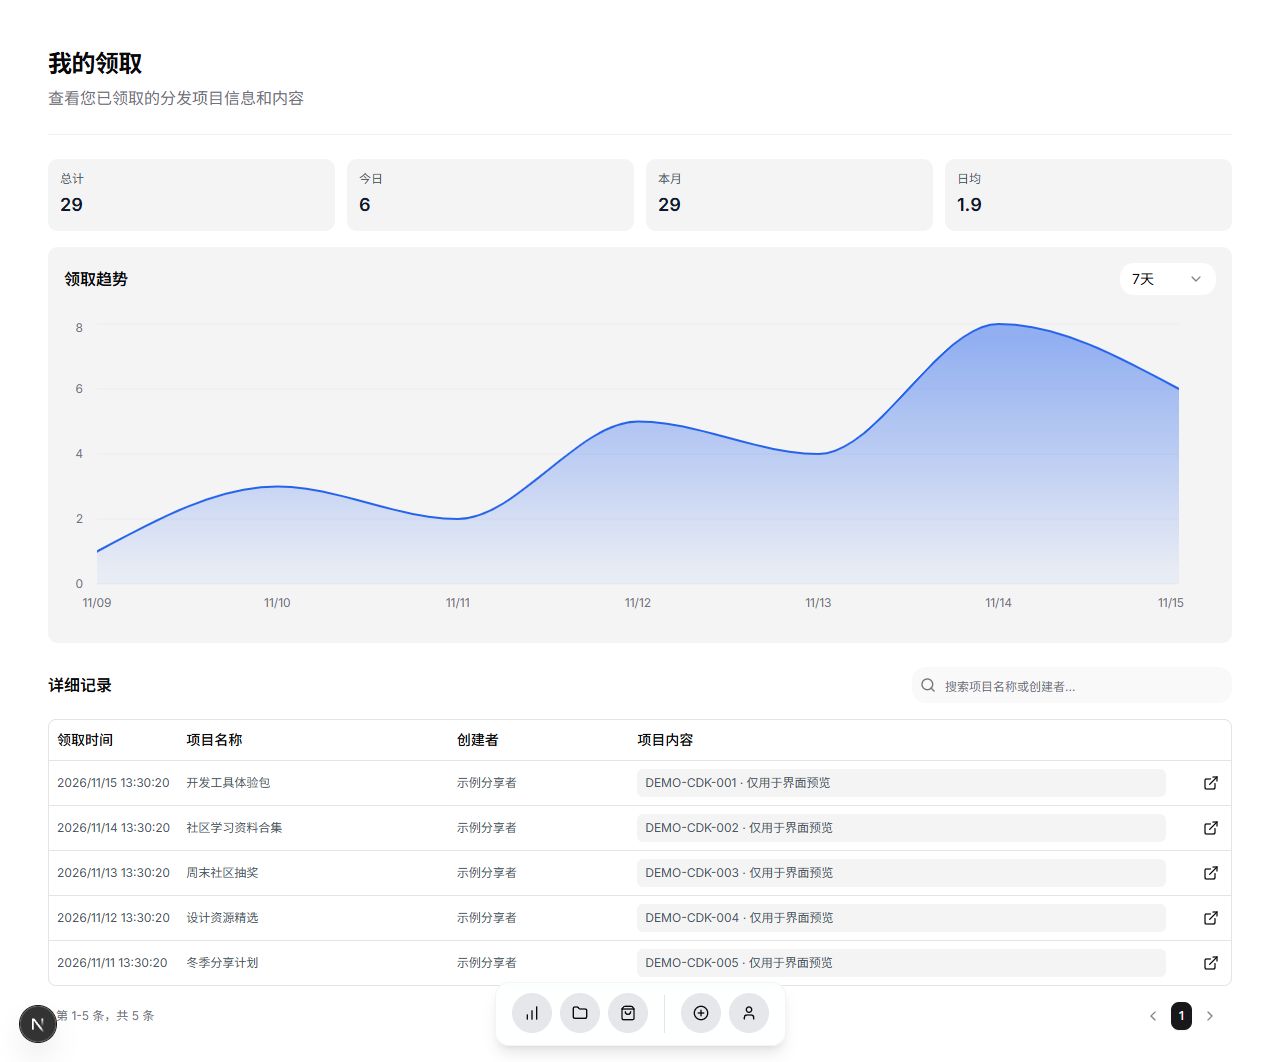 我的领取
查看您已领取的分发项目信息和内容
总计
29
今日
6
本月
29
日均
1.9
领取趋势
7天
8
6
4
2
0
11/09 11/10 11/11 11/12 11/13 11/14 11/15
详细记录
搜索项目名称或创建者...
领取时间 项目名称 创建者 项目内容
2026/11/15 13:30:20 开发工具体验包 示例分享者 DEMO-CDK-001 · 仅用于界面预览
2026/11/14 13:30:20 社区学习资料合集 示例分享者 DEMO-CDK-002 · 仅用于界面预览
2026/11/13 13:30:20 周末社区抽奖 示例分享者 DEMO-CDK-003 · 仅用于界面预览
2026/11/12 13:30:20 设计资源精选 示例分享者 DEMO-CDK-004 · 仅用于界面预览
2026/11/11 13:30:20 冬季分享计划 示例分享者 DEMO-CDK-005 · 仅用于界面预览
N
第 1-5 条，共 5 条
1